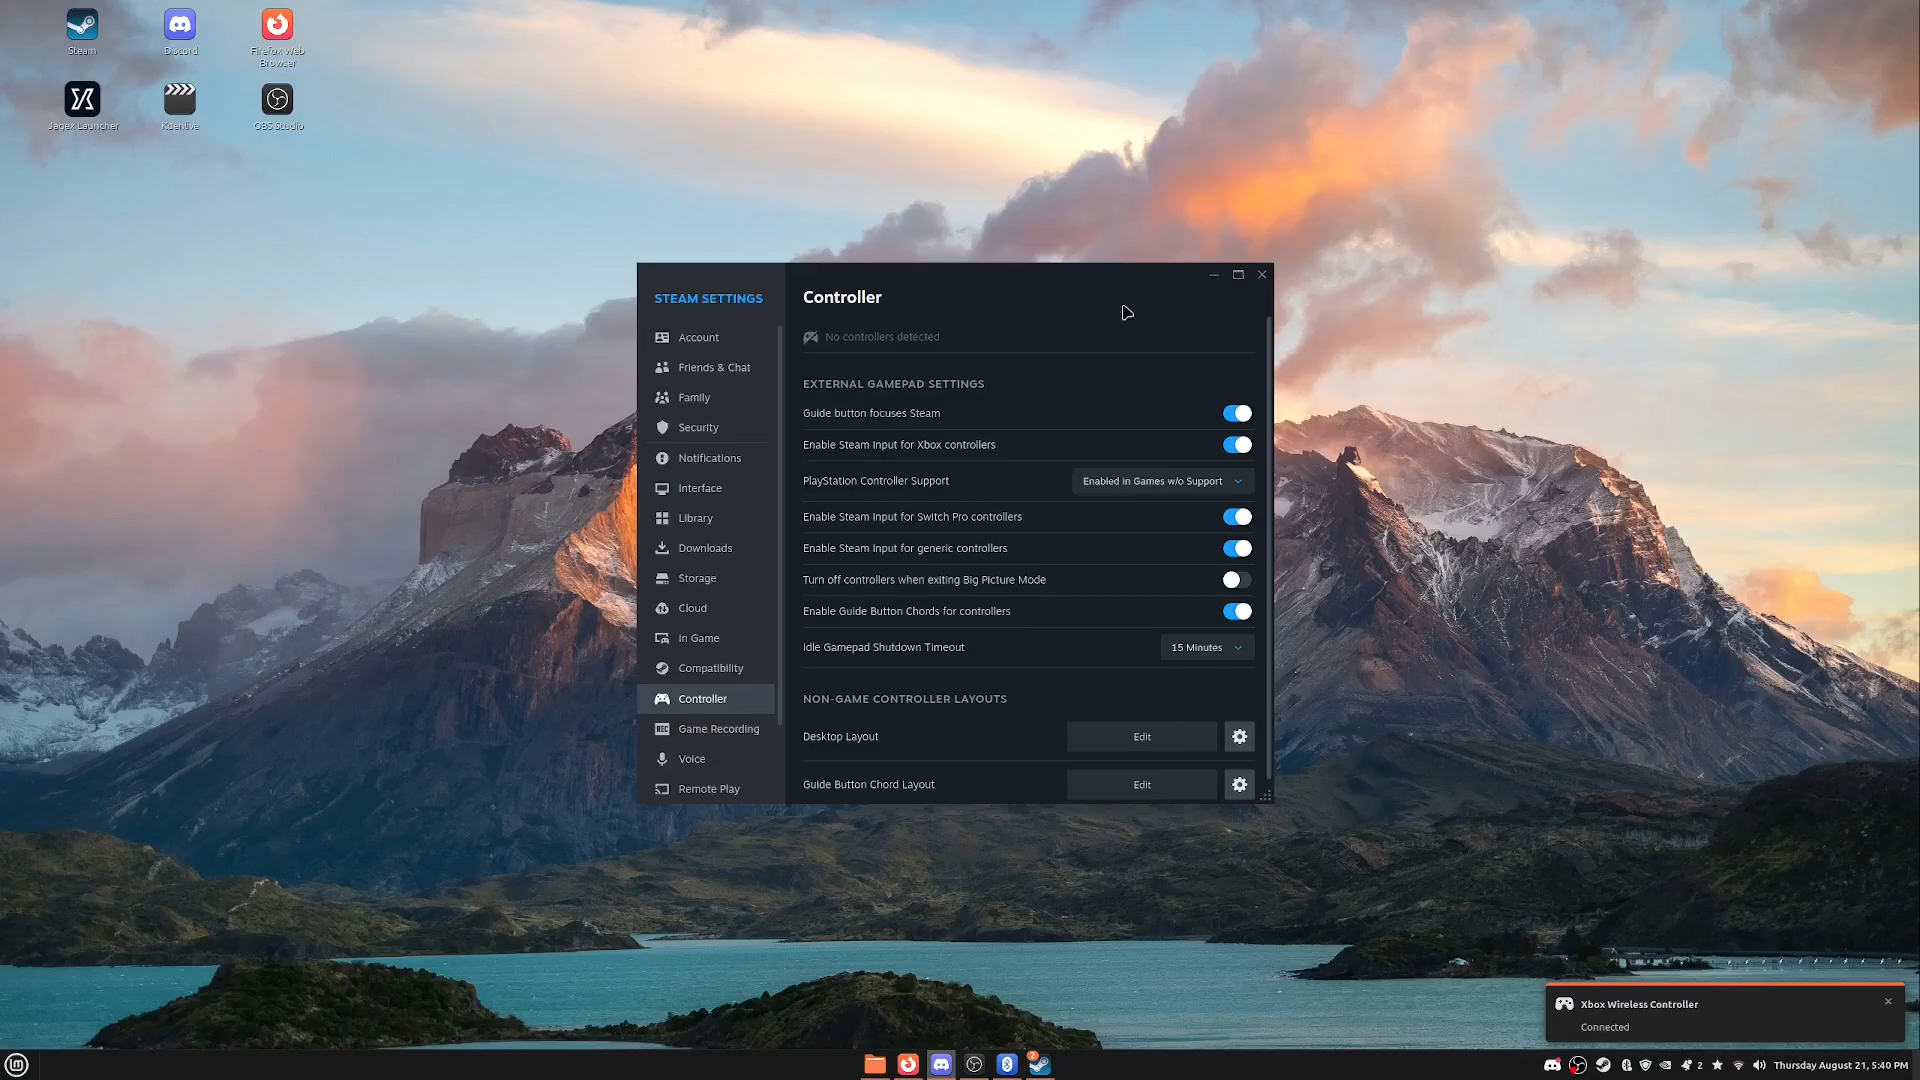 Steam
Discord
Firefox Web
Browser
Jagex Launcher
Kdenlive
OBS Studio
STEAM SETTINGS
Account
Friends & Chat
Family
Security
Notifications
Interface
Library
Downloads
Storage
Cloud
In Game
Compatibility
Controller
REC
Game Recording
Voice
Remote Play
Controller
No controllers detected
EXTERNAL GAMEPAD SETTINGS
Guide button focuses Steam
Enable Steam Input for Xbox controllers
PlayStation Controller Support
Enabled in Games w/o Support
Enable Steam Input for Switch Pro controllers
Enable Steam Input for generic controllers
Turn off controllers when exiting Big Picture Mode
Enable Guide Button Chords for controllers
Idle Gamepad Shutdown Timeout
15 Minutes
NON-GAME CONTROLLER LAYOUTS
Desktop Layout
Edit
Guide Button Chord Layout
Edit
Xbox Wireless Controller
Connected
2
2
Thursday August 21, 5:40 PM